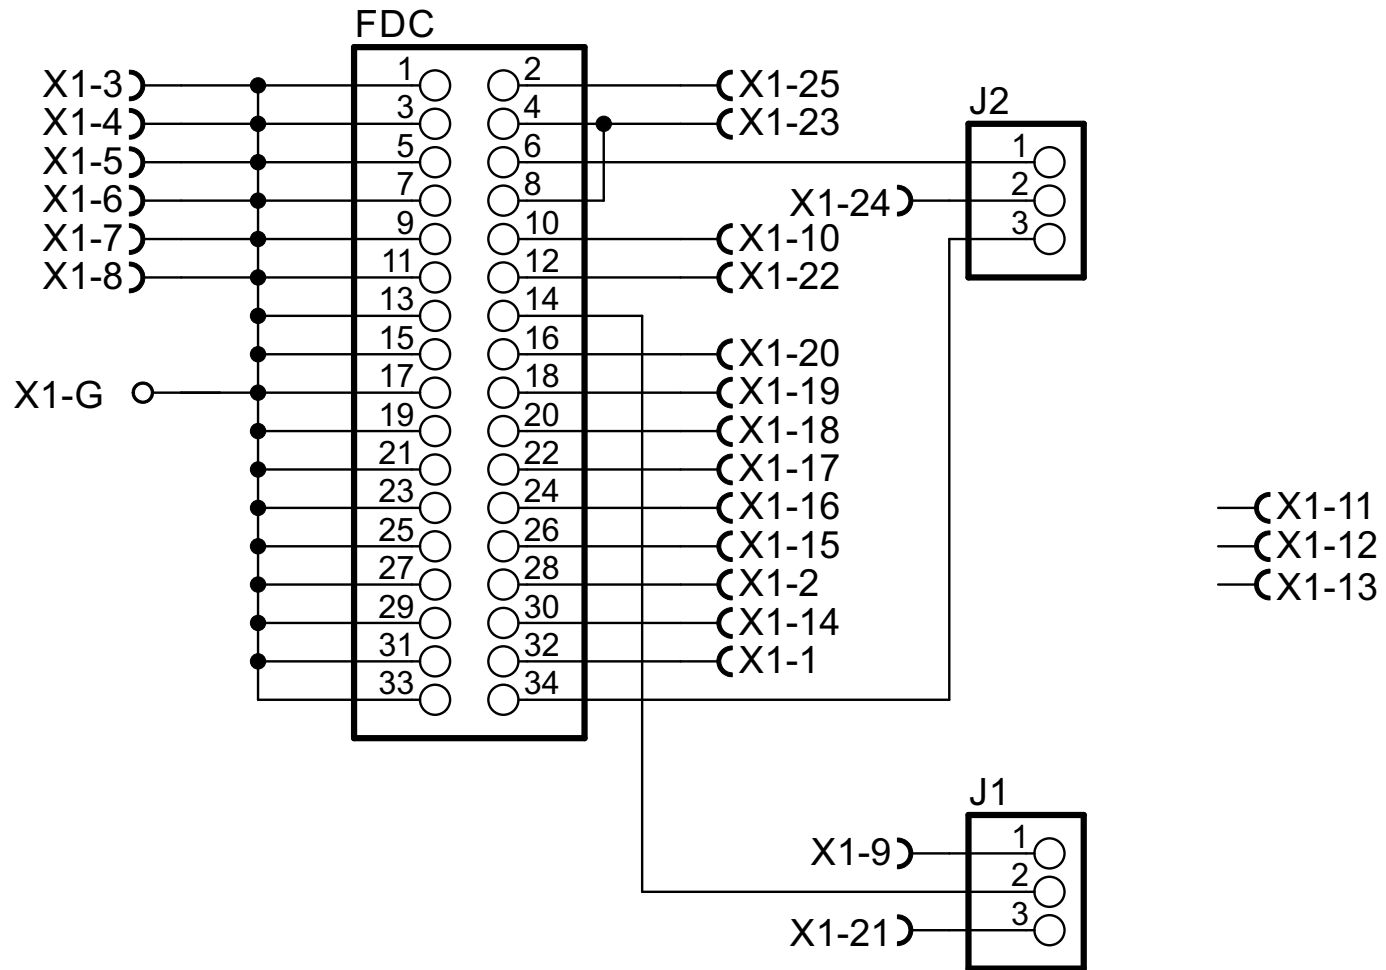 FDC
X1-3 1 2 X1-25
J2
X1-4 3 4 X1-23
X1-5 5 6 1
X1-6 7 8 X1-24 2
X1-7 9 10 X1-10 3
X1-8 11 12 X1-22
13 14
15 16 X1-20
X1-G 17 18 X1-19
19 20 X1-18
21 22 X1-17
23 24 X1-16 X1-11
25 26 X1-15 X1-12
27 28 X1-2 X1-13
29 30 X1-14
31 32 X1-1
33 34
J1
X1-9 1
2
X1-21 3